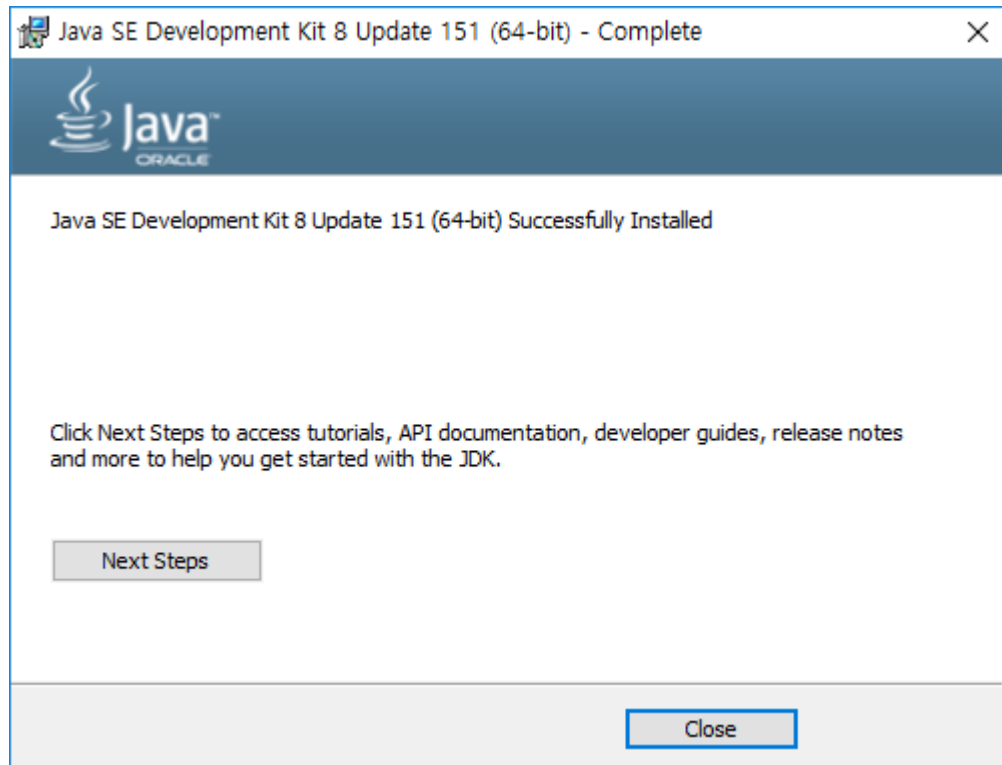 Java SE Development Kit 8 Update 151 (64-bit) - Complete
Java™
ORACLE
Java SE Development Kit 8 Update 151 (64-bit) Successfully Installed
Click Next Steps to access tutorials, API documentation, developer guides, release notes
and more to help you get started with the JDK.
Next Steps
Close